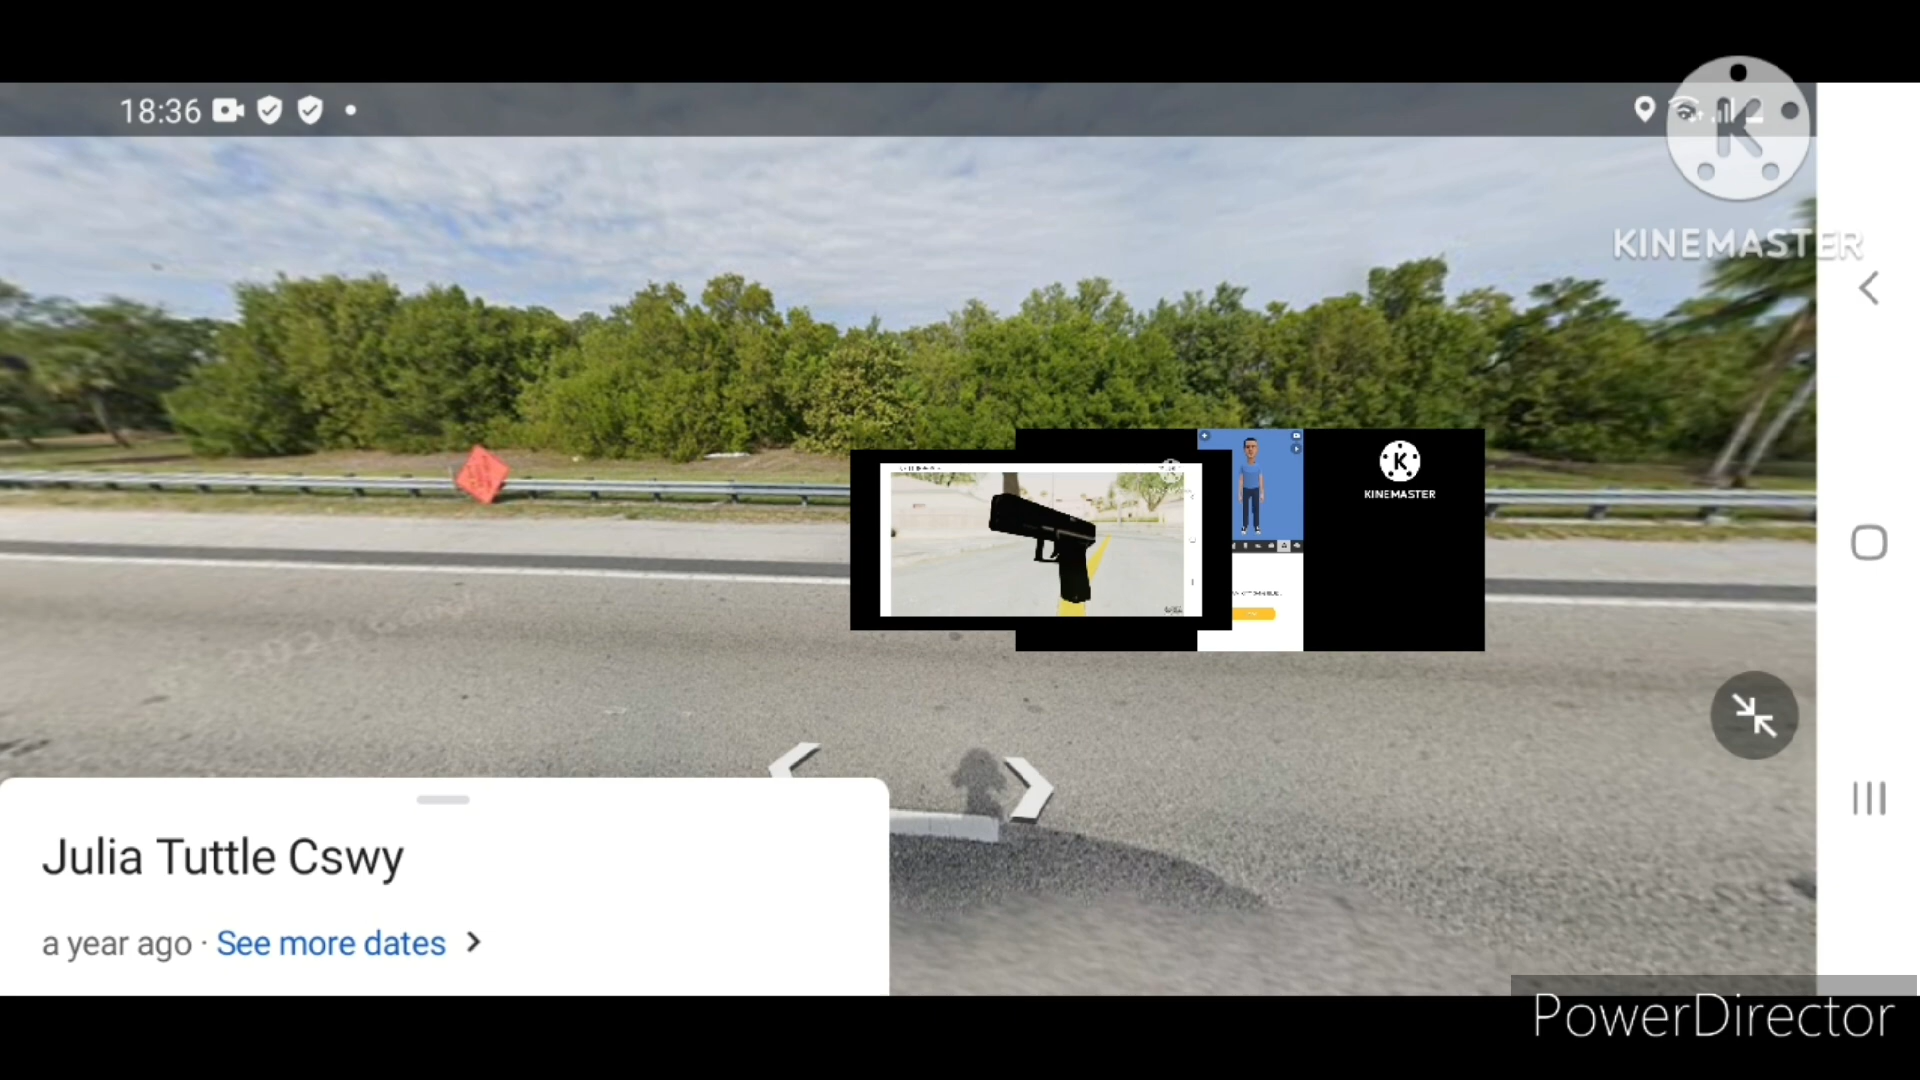 18:36
KINEMASTER
KINEMASTER
Julia Tuttle Cswy
a year ago · See more dates
PowerDirector